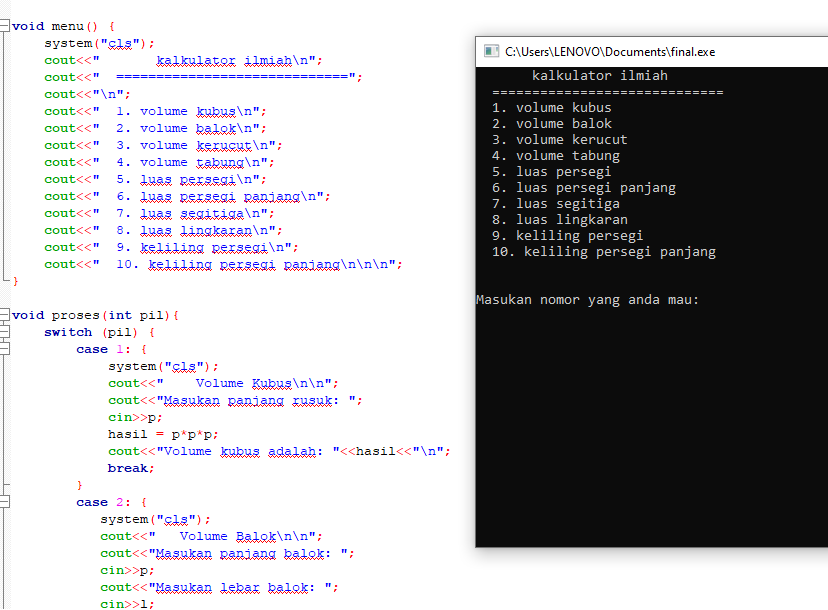 void menu() {
system("cls");
cout<<"      kalkulator ilmiah\n";
cout<<"  =============================";
cout<<"\n";
cout<<"  1. volume kubus\n";
cout<<"  2. volume balok\n";
cout<<"  3. volume kerucut\n";
cout<<"  4. volume tabung\n";
cout<<"  5. luas persegi\n";
cout<<"  6. luas persegi panjang\n";
cout<<"  7. luas segitiga\n";
cout<<"  8. luas lingkaran\n";
cout<<"  9. keliling persegi\n";
cout<<"  10. keliling persegi panjang\n\n\n";
}
void proses(int pil){
switch (pil) {
case 1: {
system("cls");
cout<<"    Volume Kubus\n\n";
cout<<"Masukan panjang rusuk: ";
cin>>p;
hasil = p*p*p;
cout<<"Volume kubus adalah: "<<hasil<<"\n";
break;
}
case 2: {
system("cls");
cout<<"   Volume Balok\n\n";
cout<<"Masukan panjang balok: ";
cin>>p;
cout<<"Masukan lebar balok: ";
cin>>l;
C:\Users\LENOVO\Documents\final.exe
kalkulator ilmiah
=============================
1. volume kubus
2. volume balok
3. volume kerucut
4. volume tabung
5. luas persegi
6. luas persegi panjang
7. luas segitiga
8. luas lingkaran
9. keliling persegi
10. keliling persegi panjang
Masukan nomor yang anda mau: